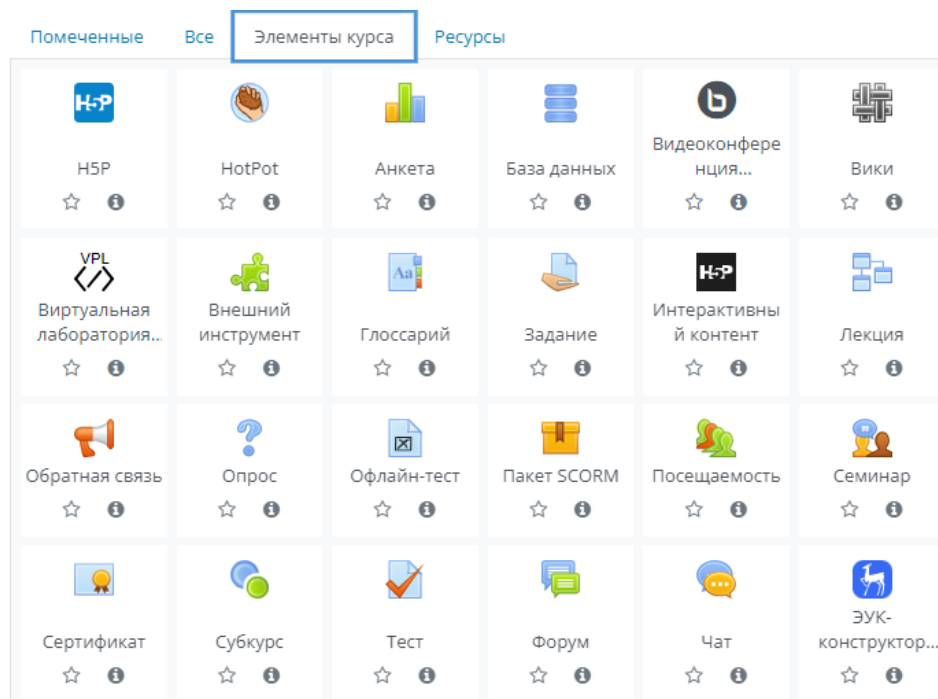 Помеченные Все Элементы курса Ресурсы
H5P
H5P HotPot Анкета База данных Видеоконфере
нция... Вики
VPL
Aa H5P
Виртуальная
лаборатория.. Внешний
инструмент Глоссарий Задание Интерактивны
й контент Лекция
Обратная связь Опрос Офлайн-тест Пакет SCORM Посещаемость Семинар
Сертификат Субкурс Тест Форум Чат ЭУК-
конструктор...